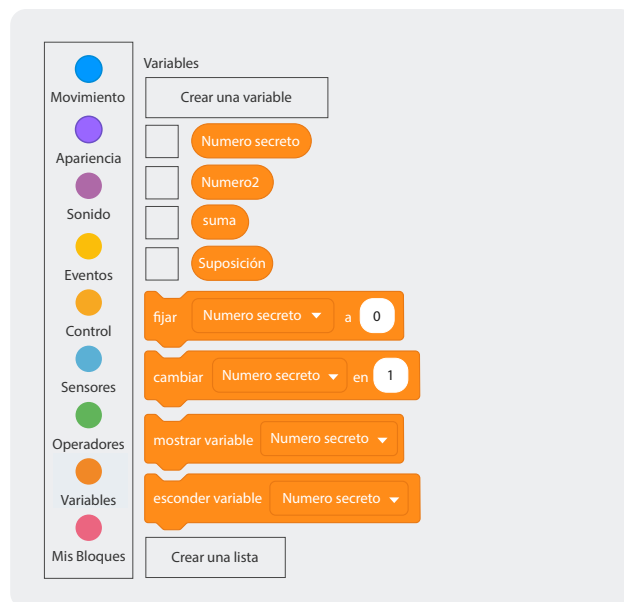 Movimiento
Apariencia
Sonido
Eventos
Control
Sensores
Operadores
Variables
Mis Bloques
Variables
Crear una variable
Numero secreto
Numero2
suma
Suposición
fijar Numero secreto a 0
cambiar Numero secreto en 1
mostrar variable Numero secreto
esconder variable Numero secreto
Crear una lista